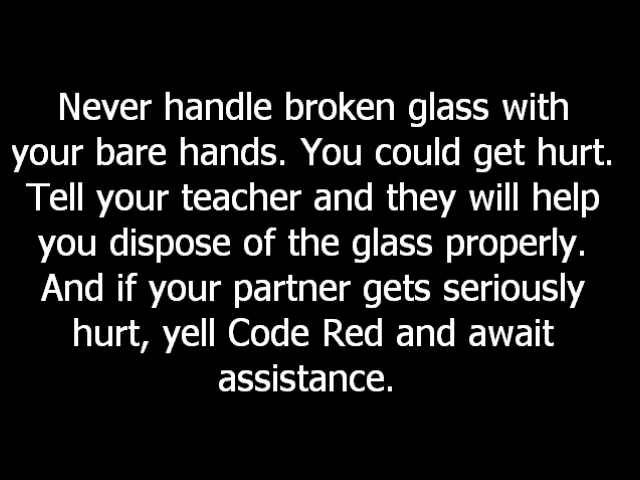 Never handle broken glass with
your bare hands. You could get hurt.
Tell your teacher and they will help
you dispose of the glass properly.
And if your partner gets seriously
hurt, yell Code Red and await
assistance.